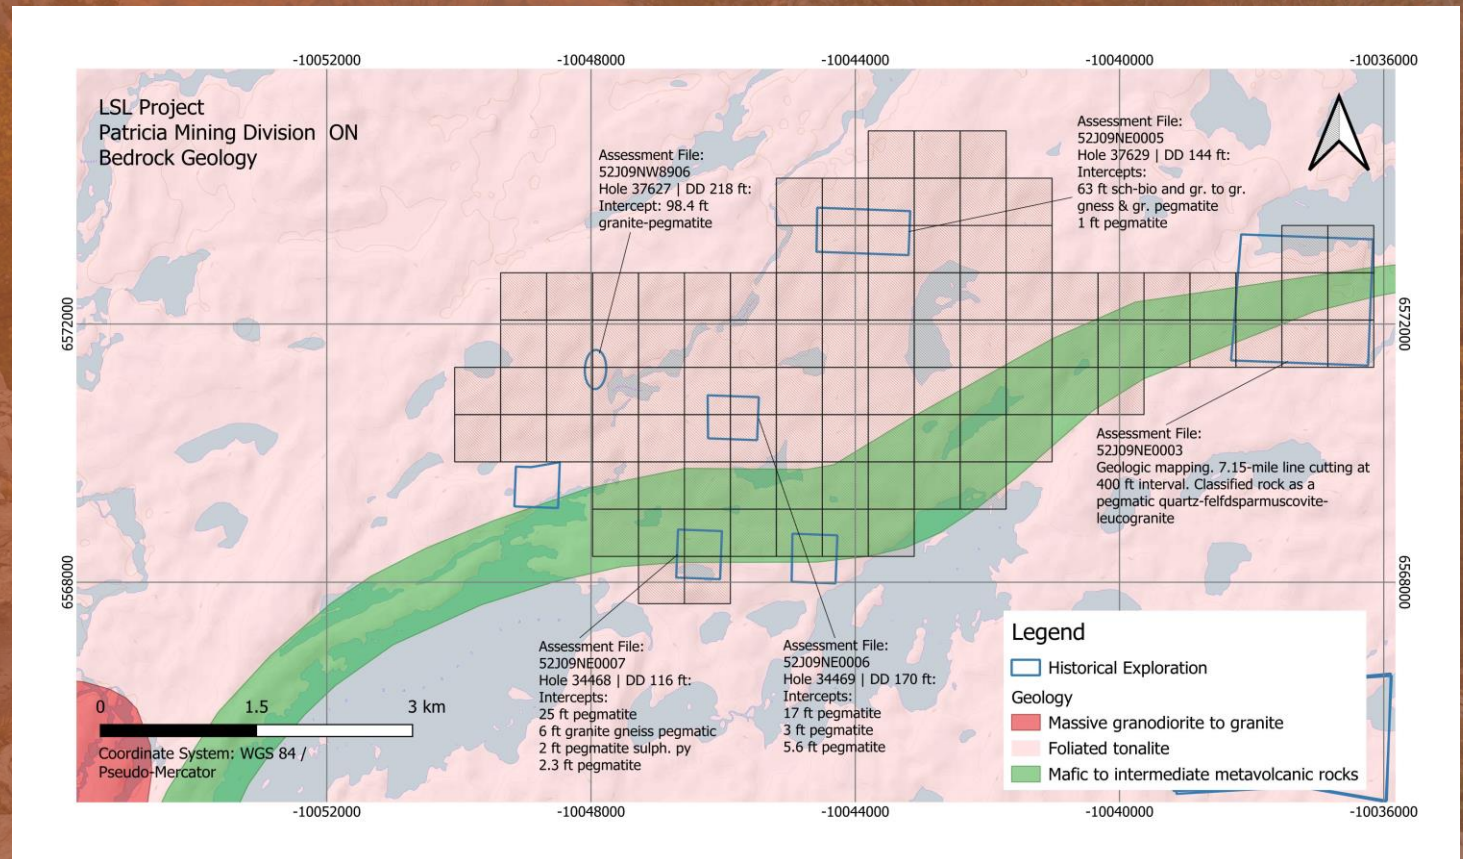 -10052000
-10048000
-10044000
-10040000
-10036000
LSL Project
Patricia Mining Division  ON
Bedrock Geology
Assessment File:
52J09NW8906
Hole 37627 | DD 218 ft:
Intercept: 98.4 ft
granite-pegmatite
Assessment File:
52J09NE0005
Hole 37629 | DD 144 ft:
Intercepts:
63 ft sch-bio and gr. to gr.
gness & gr. pegmatite
1 ft pegmatite
6572000
6572000
Assessment File:
52J09NE0003
Geologic mapping. 7.15-mile line cutting at
400 ft interval. Classified rock as a
pegmatic quartz-felfdsparmuscovite-
leucogranite
6568000
6568000
Assessment File:
52J09NE0007
Hole 34468 | DD 116 ft:
Intercepts:
25 ft pegmatite
6 ft granite gneiss pegmatic
2 ft pegmatite sulph. py
2.3 ft pegmatite
Assessment File:
52J09NE0006
Hole 34469 | DD 170 ft:
Intercepts:
17 ft pegmatite
3 ft pegmatite
5.6 ft pegmatite
Legend
Historical Exploration
Geology
Massive granodiorite to granite
Foliated tonalite
Mafic to intermediate metavolcanic rocks
0 1.5 3 km
Coordinate System: WGS 84 /
Pseudo-Mercator
-10052000
-10048000
-10044000
-10040000
-10036000